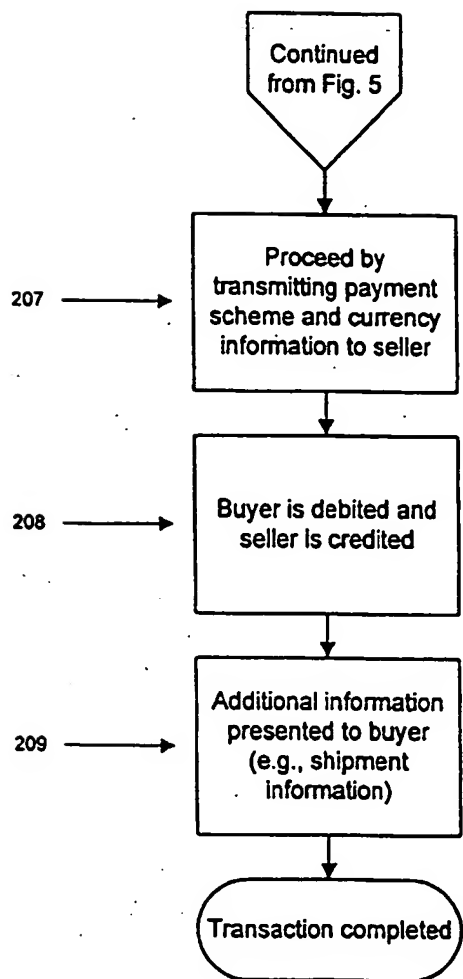 Continued
from Fig. 5
207
Proceed by
transmitting payment
scheme and currency
information to seller
208
Buyer is debited and
seller is credited
209
Additional information
presented to buyer
(e.g., shipment
information)
Transaction completed